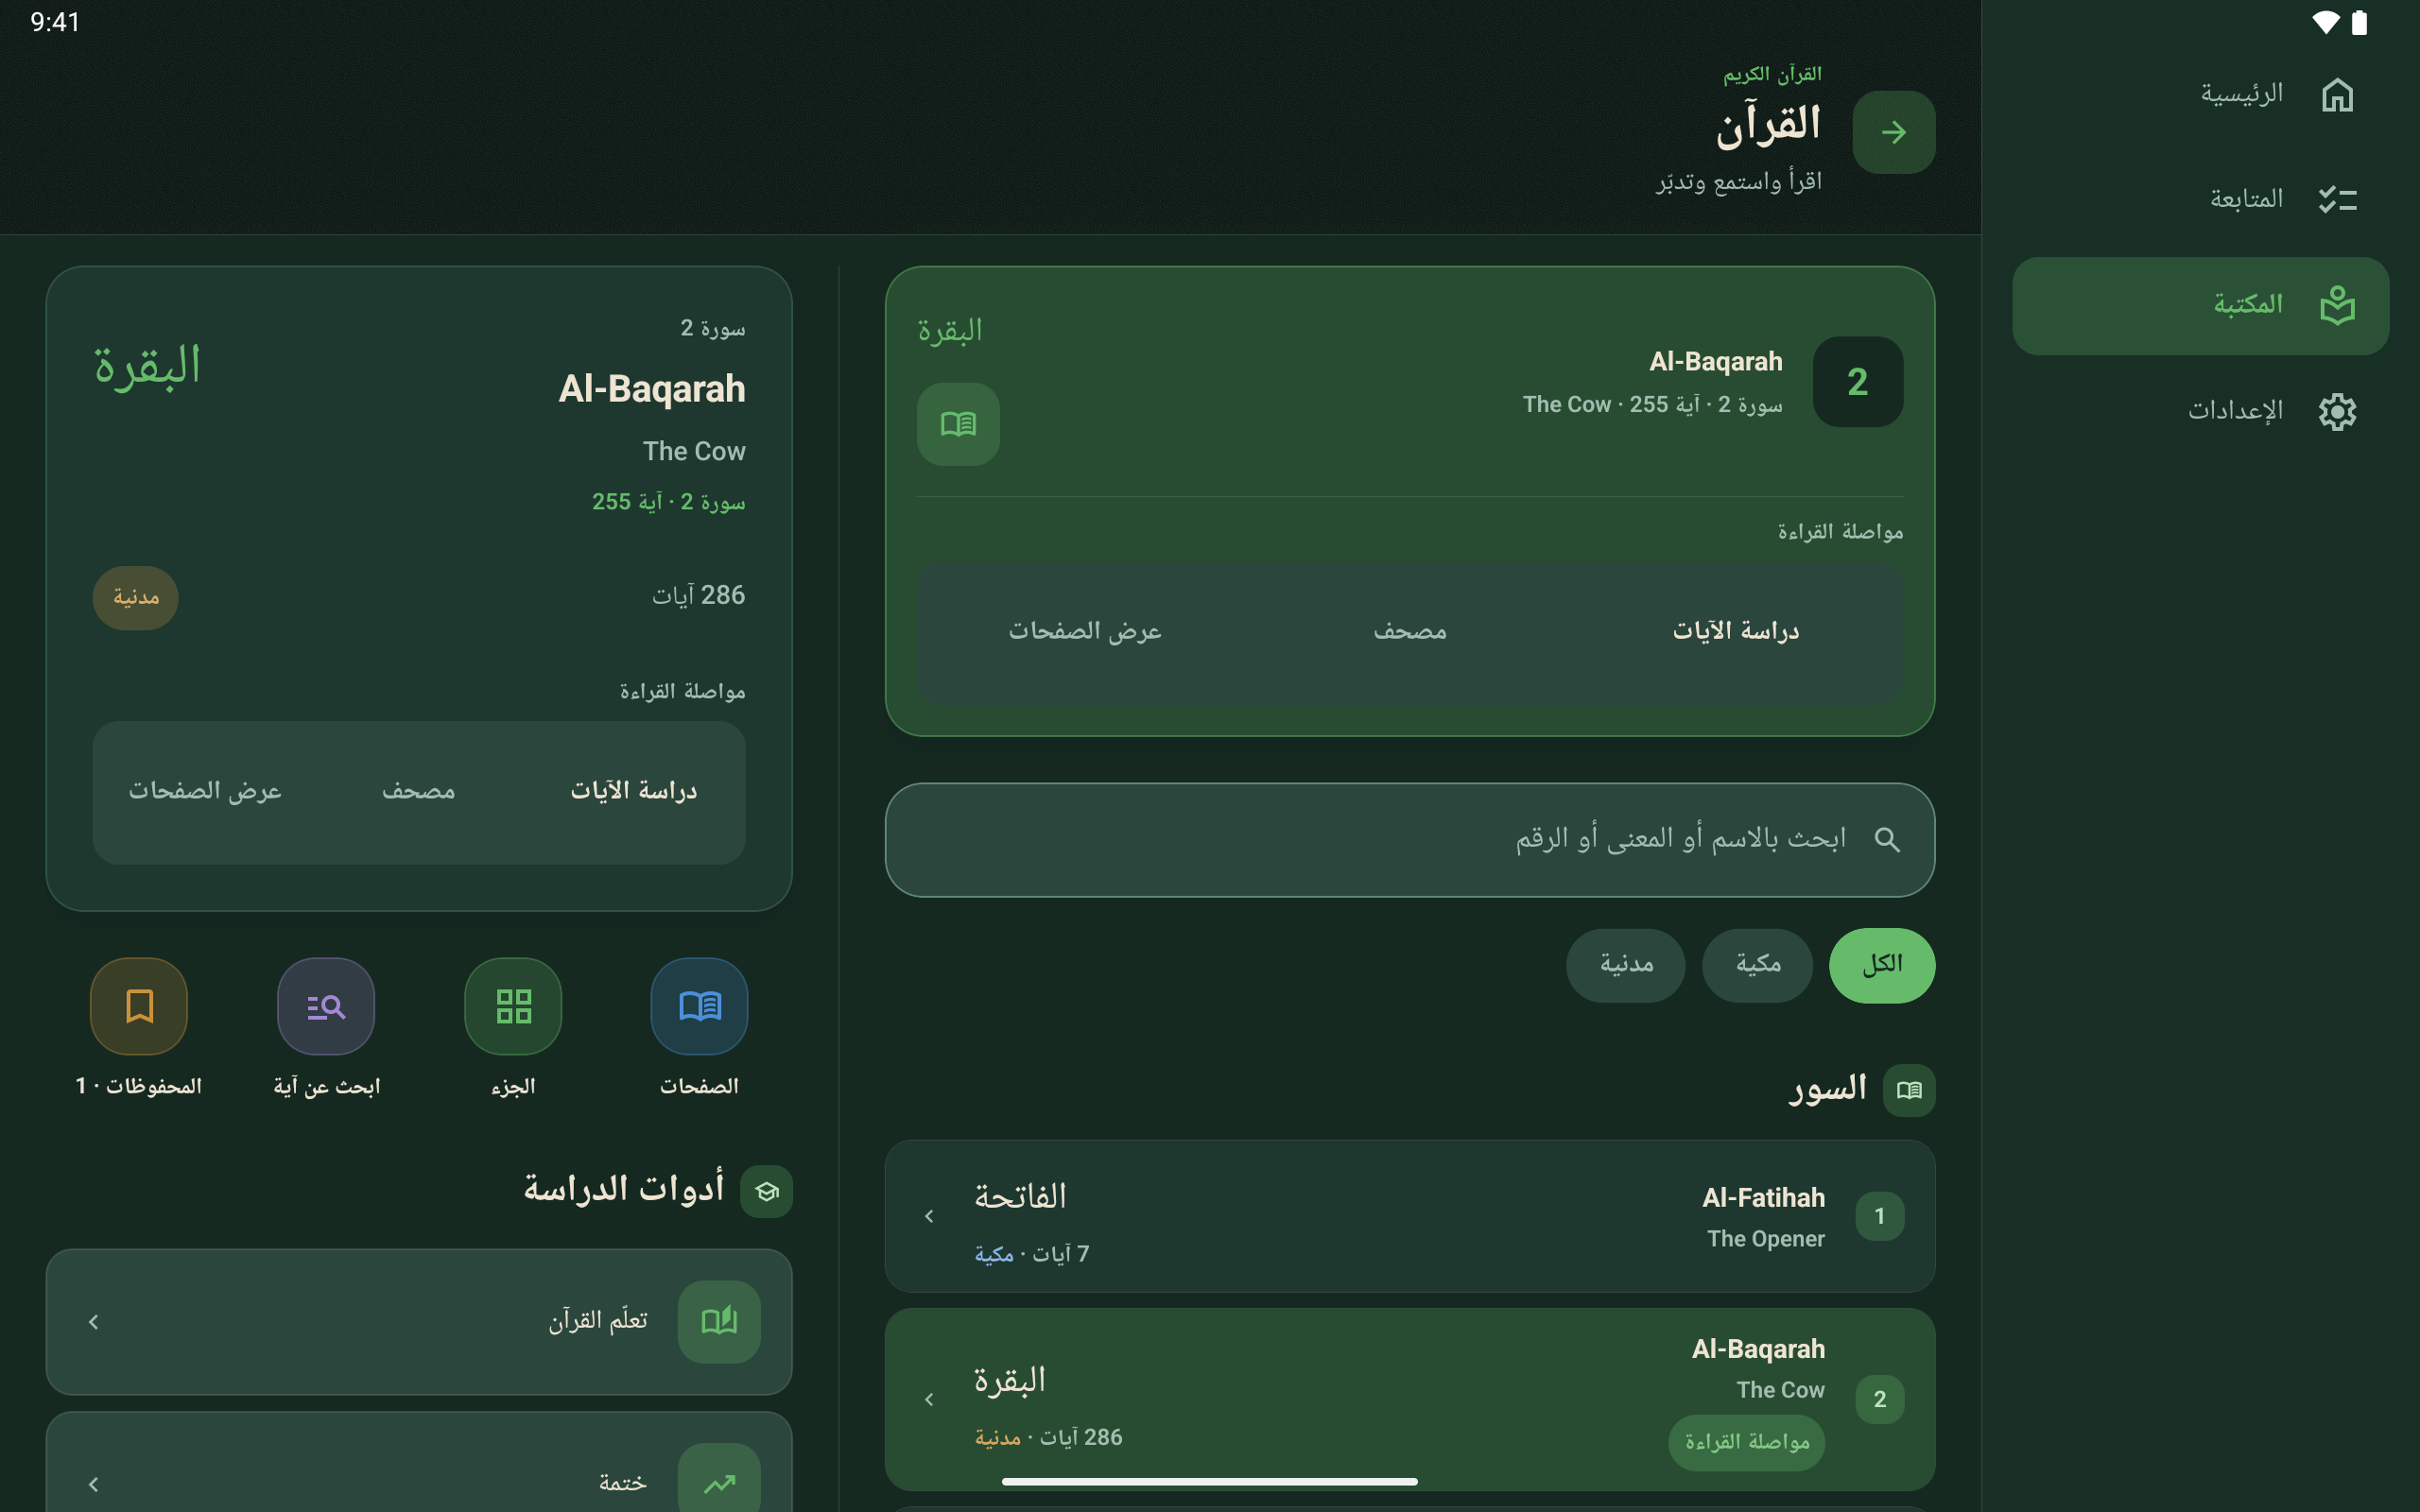 9:41
الرئيسية
المتابعة
المكتبة
الإعدادات
القرآن الكريم
القرآن
اقرأ واستمع وتدبّر
2
Al-Baqarah
سورة 2 · آية 255 · The Cow
البقرة
مواصلة القراءة
دراسة الآيات
مصحف
عرض الصفحات
ابحث بالاسم أو المعنى أو الرقم
الكل
مكية
مدنية
السور
1
Al-Fatihah
The Opener
الفاتحة
7 آيات · مكية
2
Al-Baqarah
The Cow
مواصلة القراءة
البقرة
286 آيات · مدنية
سورة 2
Al-Baqarah
The Cow
سورة 2 · آية 255
البقرة
286 آيات
مدنية
مواصلة القراءة
دراسة الآيات
مصحف
عرض الصفحات
الصفحات
الجزء
ابحث عن آية
المحفوظات · 1
أدوات الدراسة
تعلّم القرآن
ختمة